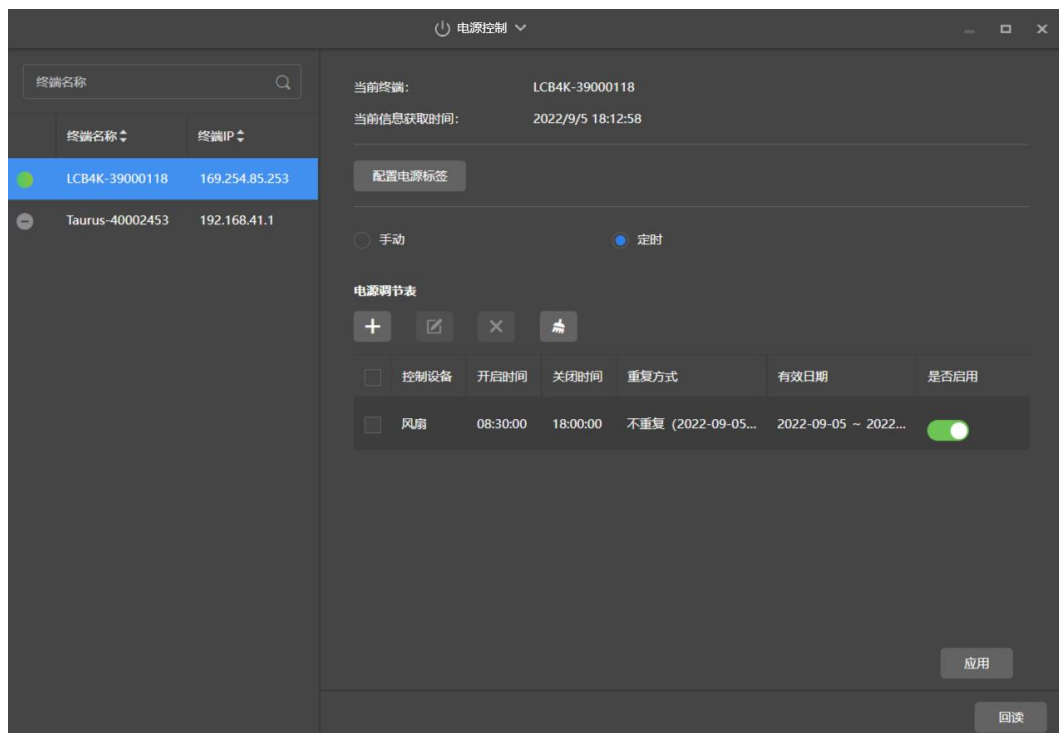 电源控制
终端名称
终端名称 终端IP
LCB4K-39000118 169.254.85.253
Taurus-40002453 192.168.41.1
当前终端: LCB4K-39000118
当前信息获取时间: 2022/9/5 18:12:58
配置电源标签
手动 定时
电源调节表
控制设备 开启时间 关闭时间 重复方式 有效日期 是否启用
风扇 08:30:00 18:00:00 不重复 (2022-09-05... 2022-09-05 ~ 2022...
应用
回读